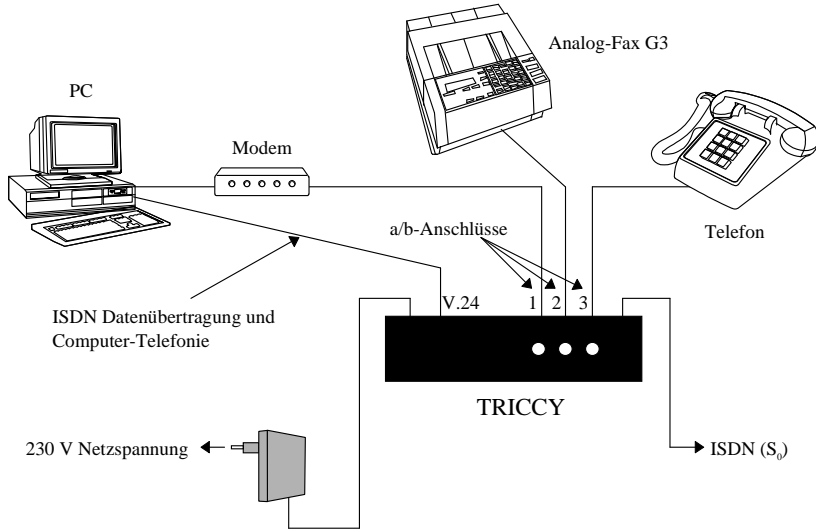 Analog-Fax G3
PC
Modem
a/b-Anschlüsse
Telefon
V.24
1
2
3
ISDN Datenübertragung und
Computer-Telefonie
TRICCY
230 V Netzspannung
ISDN (S₀)